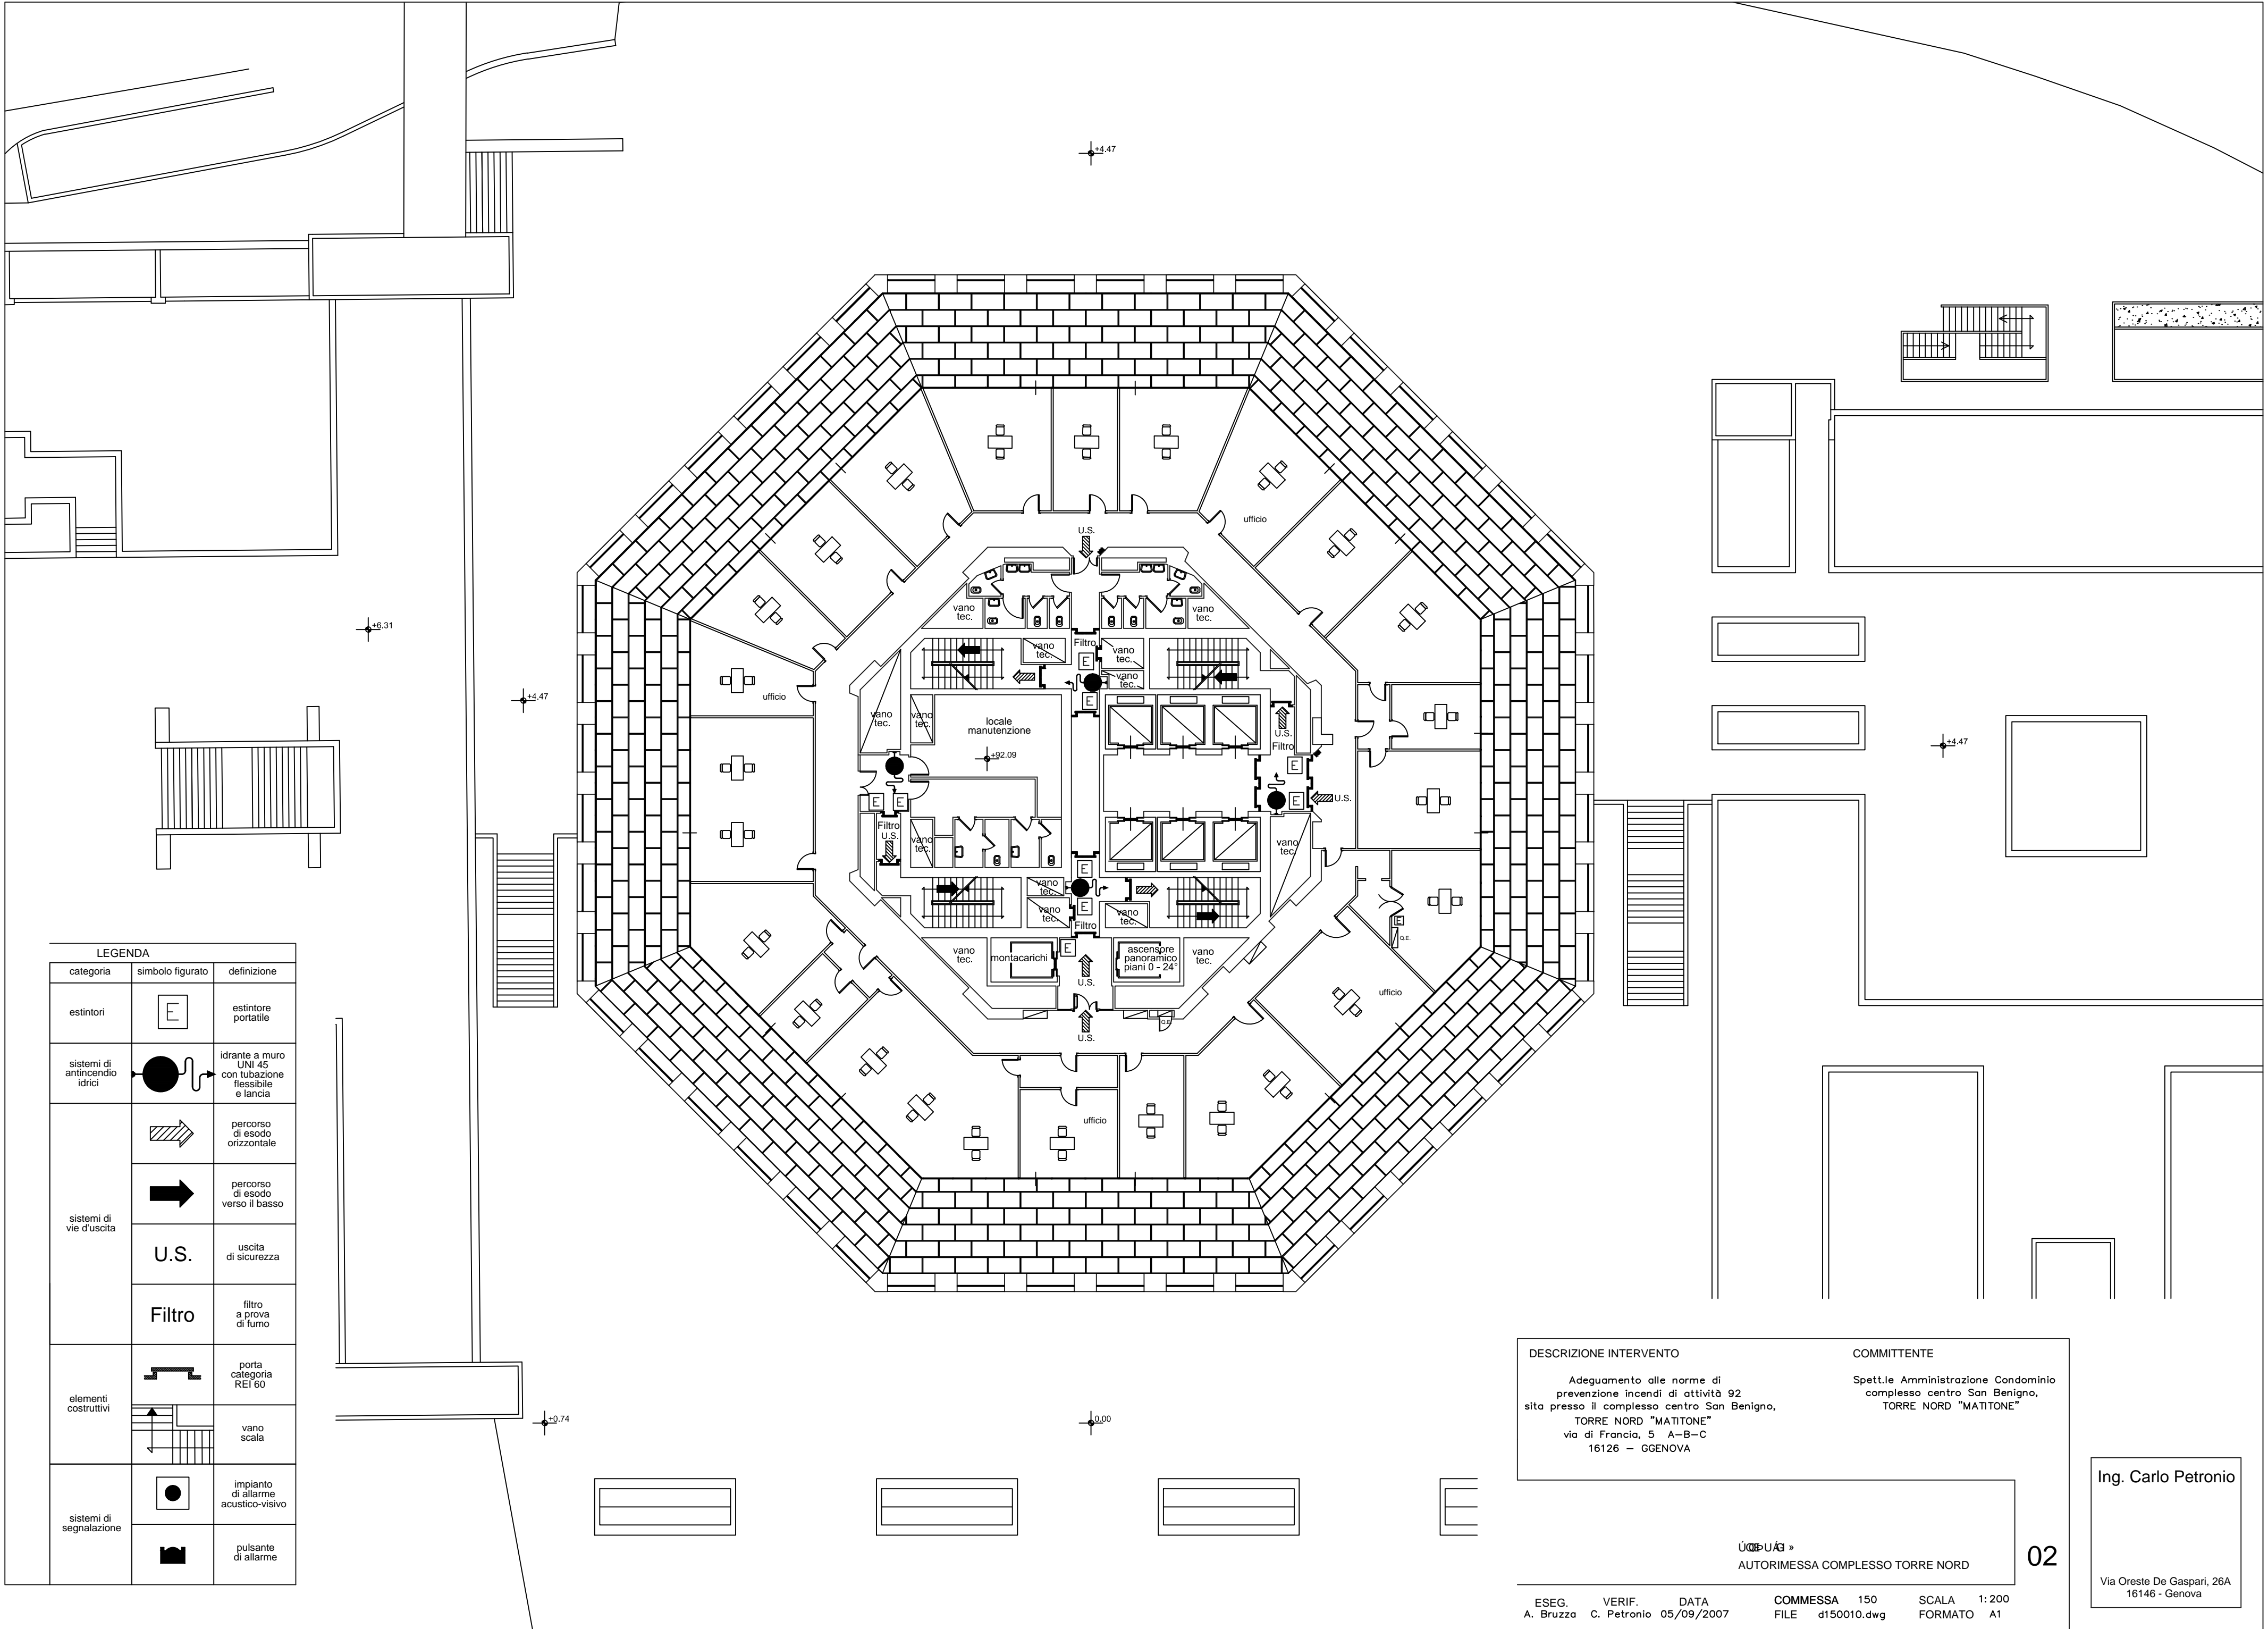 +4.47
U.S.
ufficio
vano
tec.
vano
tec.
Filtro
vano
tec.
vano
tec.
vano
tec.
E
E
+6.31
+4.47
ufficio
vano
tec.
vano
tec.
locale
manutenzione
+92.09
U.S.
Filtro
E
E
U.S.
+4.47
E
E
Filtro
U.S.
vano
tec.
vano
tec.
E
vano
tec.
E
vano
tec.
vano
tec.
Filtro
E
Q.E.
vano
tec.
montacarichi
E
ascensore
panoramico
piani 0 - 24°
vano
tec.
U.S.
ufficio
Q.E.
U.S.
ufficio
+0.74
0.00
LEGENDA
categoria simbolo figurato definizione
estintori E estintore
portatile
sistemi di
antincendio
idrici
idrante a muro
UNI 45
con tubazione
flessibile
e lancia
sistemi di
vie d'uscita
percorso
di esodo
orizzontale
percorso
di esodo
verso il basso
U.S. uscita
di sicurezza
Filtro filtro
a prova
di fumo
elementi
costruttivi
porta
categoria
REI 60
vano
scala
sistemi di
segnalazione
impianto
di allarme
acustico-visivo
pulsante
di allarme
DESCRIZIONE INTERVENTO
Adeguamento alle norme di
prevenzione incendi di attività 92
sita presso il complesso centro San Benigno,
TORRE NORD "MATITONE"
via di Francia, 5 A-B-C
16126 - GGENOVA
COMMITTENTE
Spett.le Amministrazione Condominio
complesso centro San Benigno,
TORRE NORD "MATITONE"
AUTORIMESSA COMPLESSO TORRE NORD
02
ESEG. VERIF. DATA COMMESSA 150 SCALA 1:200
A. Bruzza C. Petronio 05/09/2007 FILE d150010.dwg FORMATO A1
Ing. Carlo Petronio
Via Oreste De Gaspari, 26A
16146 - Genova